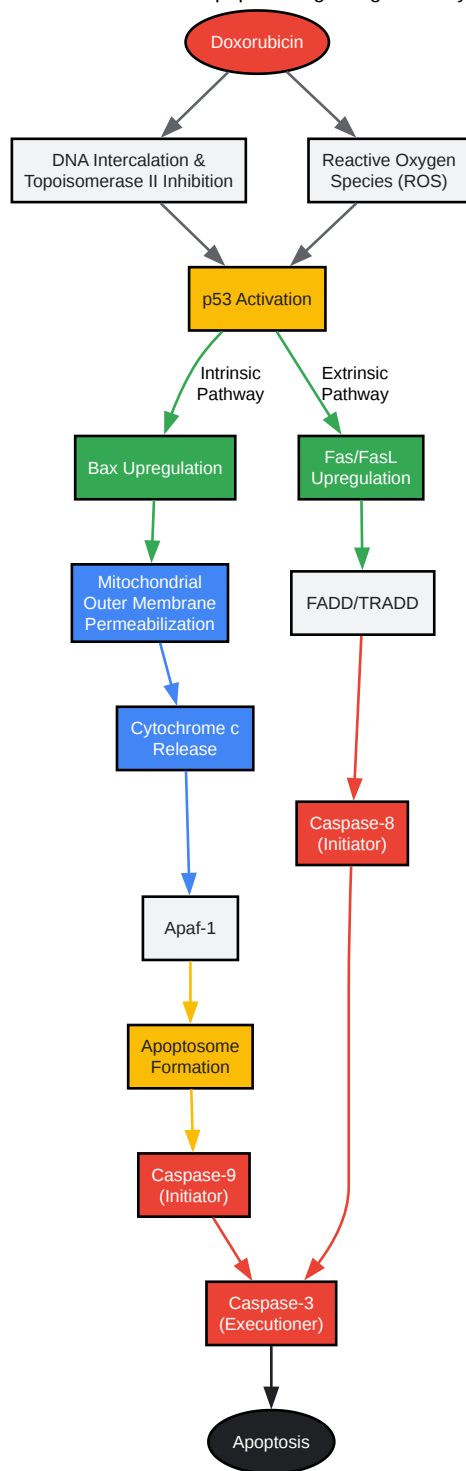 Doxorubicin
DNA Intercalation &
Topoisomerase II Inhibition
Reactive Oxygen
Species (ROS)
p53 Activation
Intrinsic
Pathway
Extrinsic
Pathway
Bax Upregulation
Fas/FasL
Upregulation
Mitochondrial
Outer Membrane
Permeabilization
FADD/TRADD
Cytochrome c
Release
Caspase-8
(Initiator)
Apaf-1
Apoptosome
Formation
Caspase-9
(Initiator)
Caspase-3
(Executioner)
Apoptosis